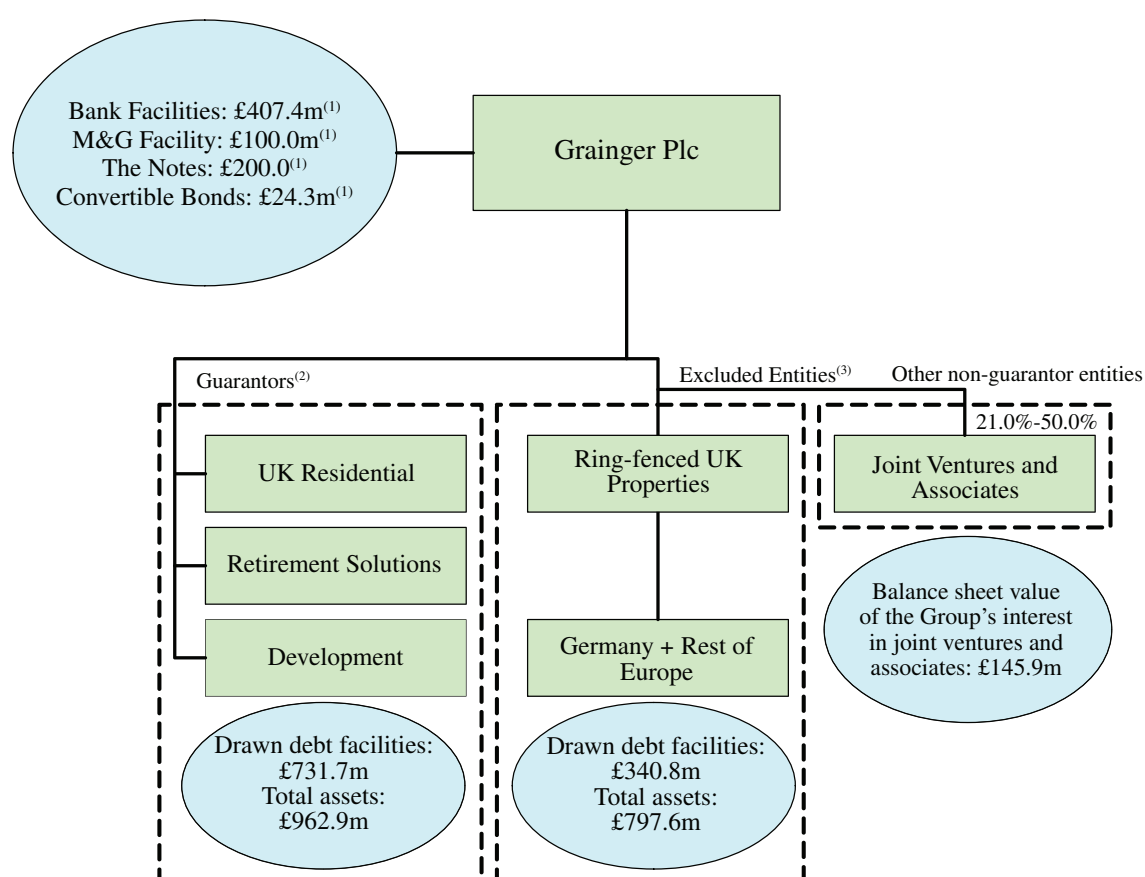 Bank Facilities: £407.4m(1)
M&G Facility: £100.0m(1)
The Notes: £200.0(1)
Convertible Bonds: £24.3m(1)
Grainger Plc
Guarantors(2)
Excluded Entities(3)
Other non-guarantor entities
21.0%-50.0%
UK Residential
Retirement Solutions
Development
Drawn debt facilities:
£731.7m
Total assets:
£962.9m
Ring-fenced UK
Properties
Germany + Rest of
Europe
Drawn debt facilities:
£340.8m
Total assets:
£797.6m
Joint Ventures and
Associates
Balance sheet value
of the Group's interest
in joint ventures and
associates: £145.9m